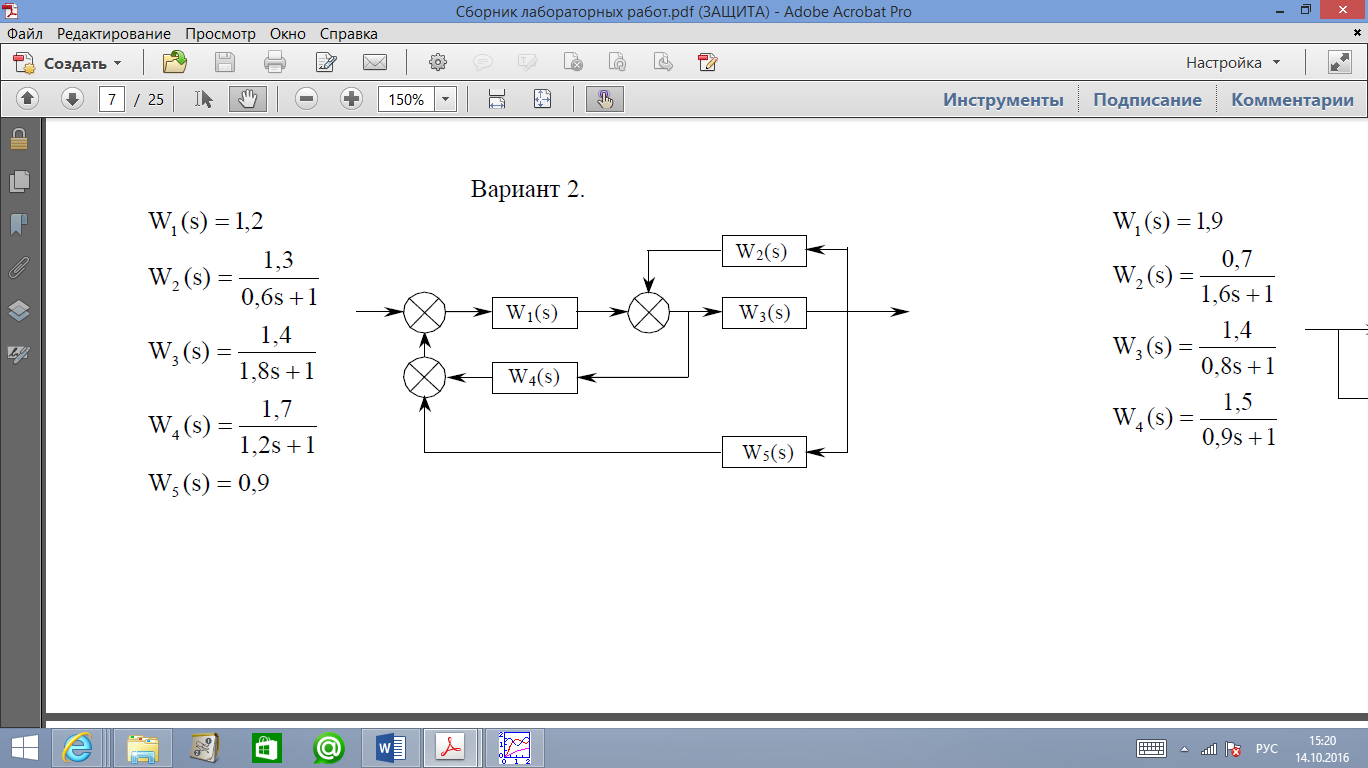 Сборник лабораторных работ.pdf (ЗАЩИТА) - Adobe Acrobat Pro
Файл Редактирование Просмотр Окно Справка
Создать Настройка
7 / 25 150% Инструменты Подписание Комментарии
Вариант 2.
W₁(s) = 1,2
W₂(s) = 1,3 / (0,6s + 1)
W₃(s) = 1,4 / (1,8s + 1)
W₄(s) = 1,7 / (1,2s + 1)
W₅(s) = 0,9
W₂(s)
W₁(s)
W₃(s)
W₄(s)
W₅(s)
W₁(s) = 1,9
W₂(s) = 0,7 / (1,6s + 1)
W₃(s) = 1,4 / (0,8s + 1)
W₄(s) = 1,5 / (0,9s + 1)
РУС
15:20
14.10.2016